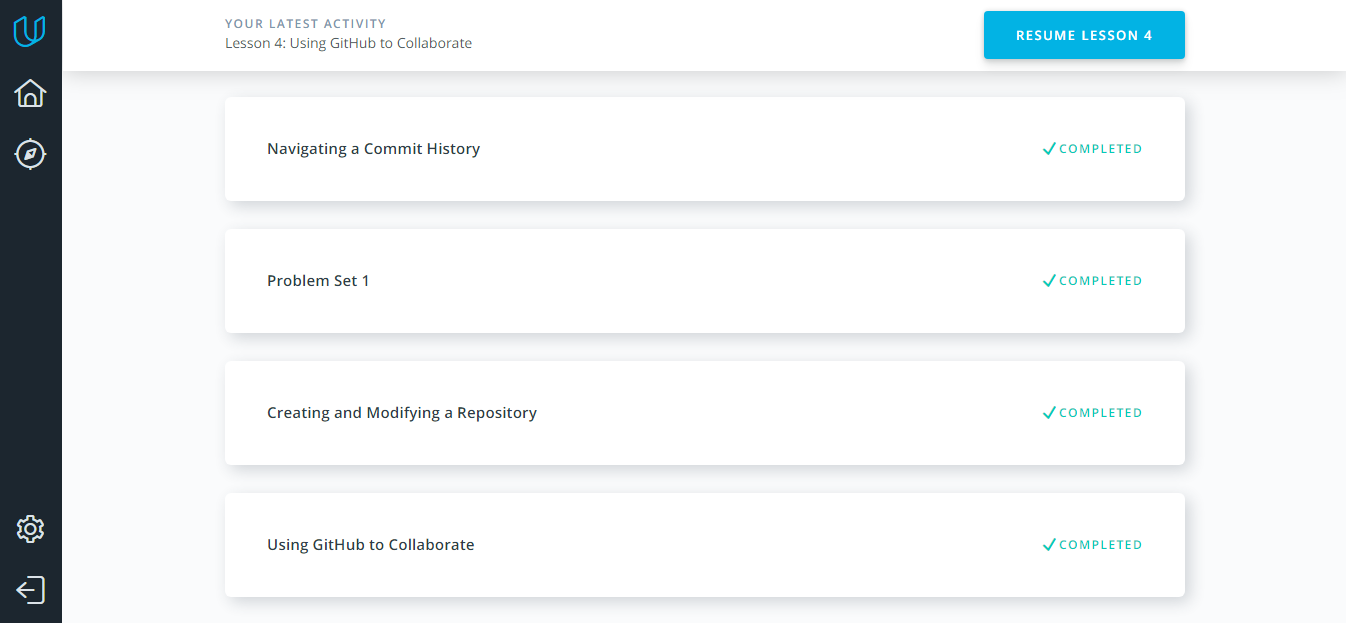 YOUR LATEST ACTIVITY
Lesson 4: Using GitHub to Collaborate
RESUME LESSON 4
Navigating a Commit History
COMPLETED
Problem Set 1
COMPLETED
Creating and Modifying a Repository
COMPLETED
Using GitHub to Collaborate
COMPLETED